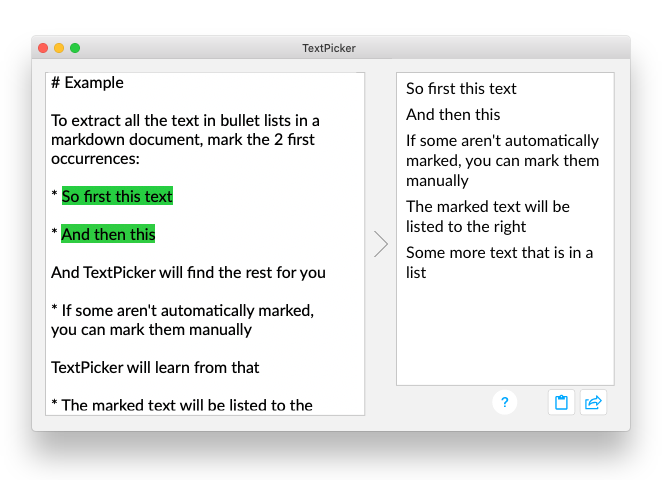 TextPicker
# Example
To extract all the text in bullet lists in a
markdown document, mark the 2 first
occurrences:
* So first this text
* And then this
And TextPicker will find the rest for you
* If some aren't automatically marked,
you can mark them manually
TextPicker will learn from that
* The marked text will be listed to the
So first this text
And then this
If some aren't automatically
marked, you can mark them
manually
The marked text will be
listed to the right
Some more text that is in a
list
?